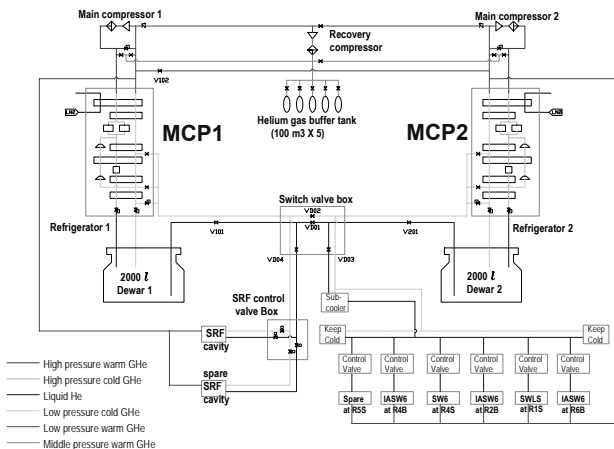 Main compressor 1
Main compressor 2
Recovery
compressor
V102
LN2
LN2
Helium gas buffer tank
(100 m3 X 5)
MCP1
MCP2
Switch valve box
VD02
VD01
Refrigerator 1
Refrigerator 2
V101
V201
VD04
VD03
2000 ℓ
Dewar 1
2000 ℓ
Dewar 2
Sub-
cooler
SRF control
valve Box
SRF
cavity
spare
SRF
cavity
Keep
Cold
Keep
Cold
Control
Valve
Control
Valve
Control
Valve
Control
Valve
Control
Valve
Control
Valve
Spare
at R5S
IASW6
at R4B
SW6
at R4S
IASW6
at R2B
SWLS
at R1S
IASW6
at R6B
High pressure warm GHe
High pressure cold GHe
Liquid He
Low pressure cold GHe
Low pressure warm GHe
Middle pressure warm GHe